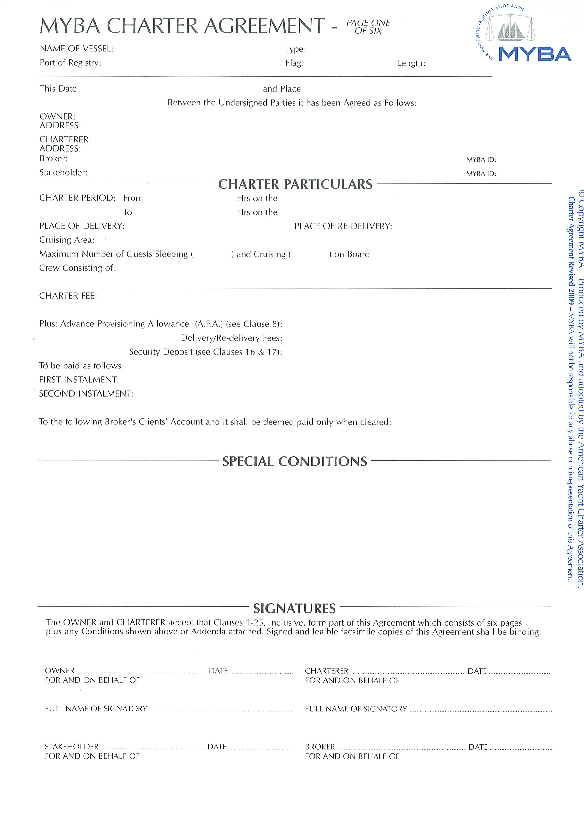 MYBA CHARTER AGREEMENT - PAGE ONE OF SIX
MYBA
NAME OF VESSEL: Type:
Port of Registry: Flag: Length:
This Date and Place
Between the Undersigned Parties it has been Agreed as Follows:
OWNER:
ADDRESS:
CHARTERER
ADDRESS:
Broker: MYBA ID:
Stakeholder: MYBA ID:
CHARTER PARTICULARS
CHARTER PERIOD: From Hrs on the
To Hrs on the
PLACE OF DELIVERY: PLACE OF RE-DELIVERY:
Cruising Area:
Maximum Number of Guests Sleeping ( ) and Cruising ( ) on Board
Crew Consisting of:
CHARTER FEE
Plus: Advance Provisioning Allowance (A.P.A.) (see Clause 8):
Delivery/Re-delivery Fees:
Security Deposit (see Clauses 16 & 17):
To be paid as follows:
FIRST INSTALMENT:
SECOND INSTALMENT:
To the following Broker's Clients' Account and it shall be deemed paid only when cleared:
SPECIAL CONDITIONS
SIGNATURES
The OWNER and CHARTERER accept that Clauses 1-25, inclusive, form part of this Agreement which consists of six pages
plus any Conditions shown above or Addenda attached. Signed and legible facsimile copies of this Agreement shall be binding.
OWNER DATE CHARTERER DATE
FOR AND ON BEHALF OF FOR AND ON BEHALF OF
FULL NAME OF SIGNATORY FULL NAME OF SIGNATORY
STAKEHOLDER DATE BROKER DATE
FOR AND ON BEHALF OF FOR AND ON BEHALF OF
© Copyright MYBA Produced by MYBA and adopted by the American Yacht Charter Association.
Charter Agreement Revised 2009 – MYBA will not be responsible for any abuse or misrepresentation of this Agreement.